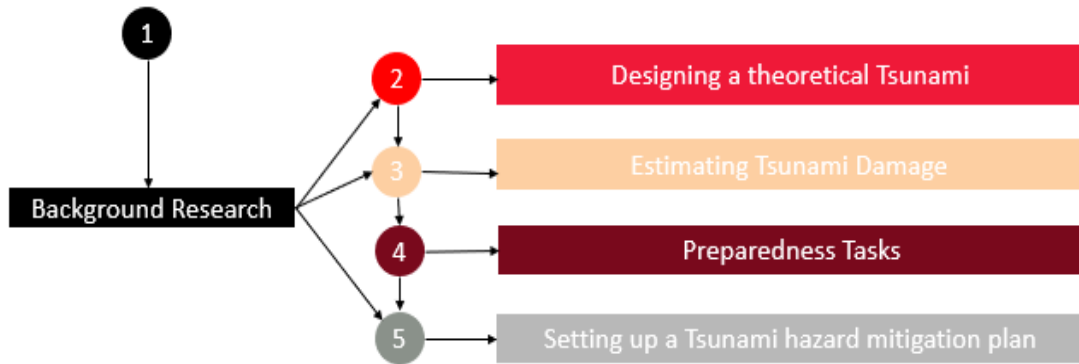 1
Background Research
2
Designing a theoretical Tsunami
3
Estimating Tsunami Damage
4
Preparedness Tasks
5
Setting up a Tsunami hazard mitigation plan